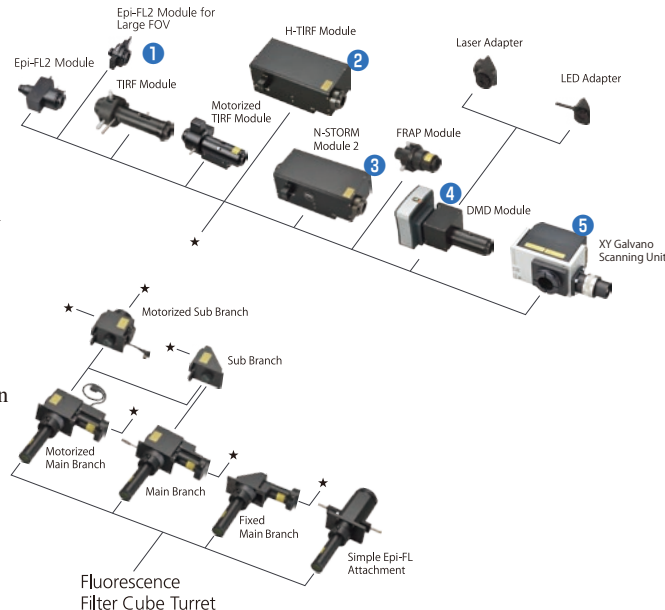 Epi-FL2 Module for
Large FOV
1
Epi-FL2 Module
TIRF Module
Motorized
TIRF Module
H-TIRF Module
2
N-STORM
Module 2
3
FRAP Module
Laser Adapter
LED Adapter
4
DMD Module
5
XY Galvano
Scanning Unit
★
★
★
Motorized Sub Branch
★
Sub Branch
n
★
Motorized
Main Branch
★
Main Branch
★
Fixed
Main Branch
Simple Epi-FL
Attachment
Fluorescence
Filter Cube Turret